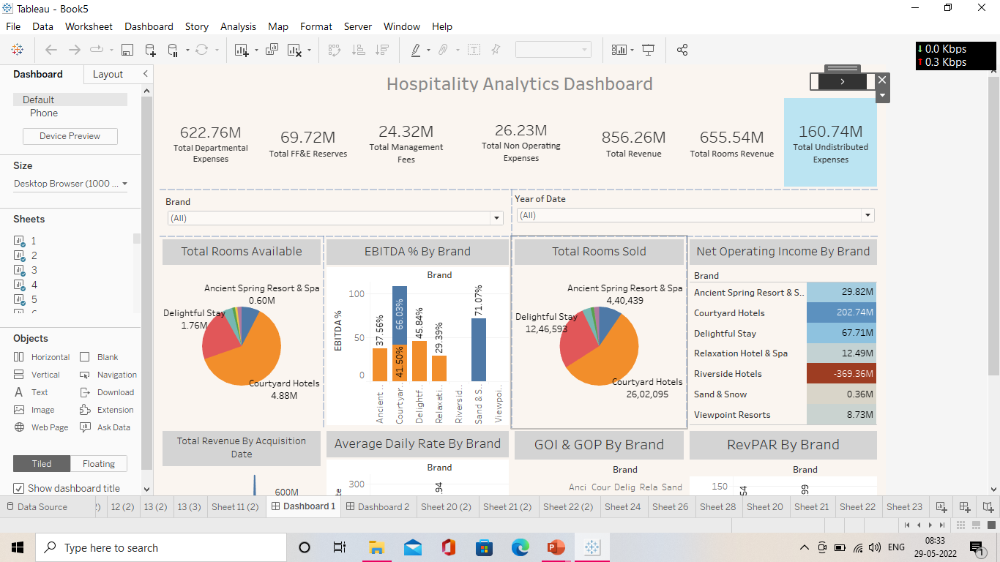 Tableau - Book5
File Data Worksheet Dashboard Story Analysis Map Format Server Window Help
0.0 Kbps
0.3 Kbps
Dashboard Layout
Default
Phone
Device Preview
Size
Desktop Browser (1000 ...
Sheets
1
2
3
4
5
Objects
Horizontal Blank
Vertical Navigation
Text Download
Image Extension
Web Page Ask Data
Tiled Floating
Show dashboard title
Hospitality Analytics Dashboard
622.76M
Total Departmental
Expenses
69.72M
Total FF&E Reserves
24.32M
Total Management
Fees
26.23M
Total Non Operating
Expenses
856.26M
Total Revenue
655.54M
Total Rooms Revenue
160.74M
Total Undistributed
Expenses
Brand
(All)
Year of Date
(All)
Total Rooms Available
Ancient Spring Resort & Spa
0.60M
Delightful Stay
1.76M
Courtyard Hotels
4.88M
EBITDA % By Brand
Brand
EBITDA %
100
50
0
37.56%
66.03%
41.50%
45.84%
29.39%
71.07%
Ancient ..
Courtyar..
Delightf..
Relaxati..
Riversid..
Sand & S..
Viewpoi..
Total Rooms Sold
Ancient Spring Resort & Spa
4,40,439
Delightful Stay
12,46,593
Courtyard Hotels
26,02,095
Net Operating Income By Brand
Brand
Ancient Spring Resort & S.. 29.82M
Courtyard Hotels 202.74M
Delightful Stay 67.71M
Relaxation Hotel & Spa 12.49M
Riverside Hotels -369.36M
Sand & Snow 0.36M
Viewpoint Resorts 8.73M
Total Revenue By Acquisition
Date
600M
Average Daily Rate By Brand
Brand
300
.94
GOI & GOP By Brand
Brand
Anci Cour Delig Rela Sand
RevPAR By Brand
Brand
150
54
99
Data Source 2) 12 (2) 13 (2) 13 (3) Sheet 11 (2) Dashboard 1 Dashboard 2 Sheet 20 (2) Sheet 21 (2) Sheet 22 (2) Sheet 24 Sheet 26 Sheet 28 Sheet 20 Sheet 21 Sheet 22 Sheet 23
Type here to search
ENG
08:33
29-05-2022
1